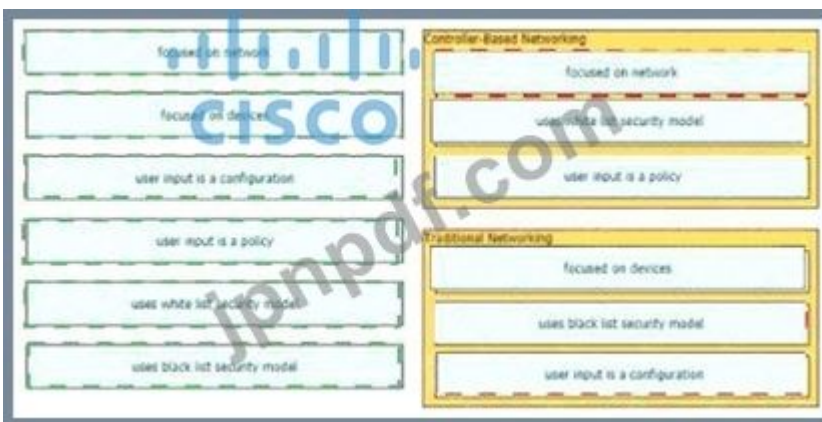 focused on network
CISCO
focused on devices
user input is a configuration
user input is a policy
uses white list security model
uses black list security model
Controller-Based Networking
focused on network
uses white list security model
user input is a policy
Traditional Networking
focused on devices
uses black list security model
user input is a configuration
jpnpdf.com